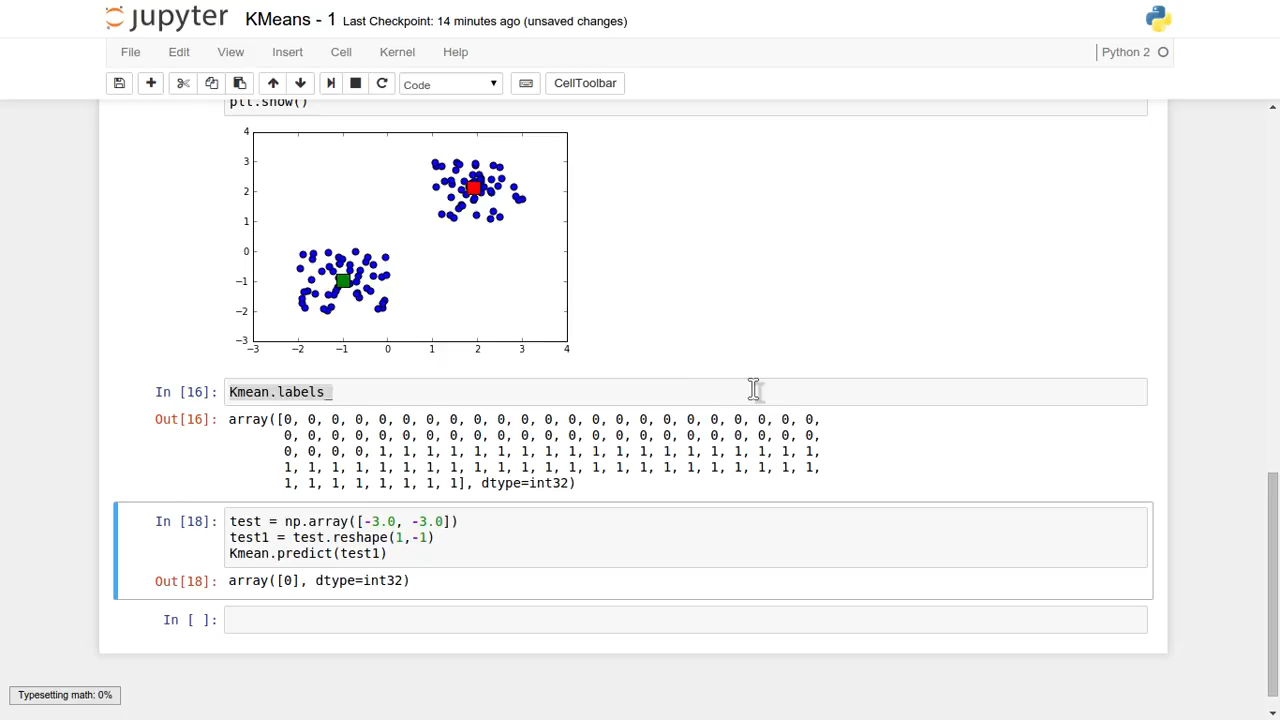 jupyter KMeans - 1 Last Checkpoint: 14 minutes ago (unsaved changes)
File Edit View Insert Cell Kernel Help Python 2
Code CellToolbar
plt.show()
4
3
2
1
0
−1
−2
−3
−3 −2 −1 0 1 2 3 4
In [16]: Kmean.labels_
Out[16]: array([0, 0, 0, 0, 0, 0, 0, 0, 0, 0, 0, 0, 0, 0, 0, 0, 0, 0, 0, 0, 0, 0, 0,
0, 0, 0, 0, 0, 0, 0, 0, 0, 0, 0, 0, 0, 0, 0, 0, 0, 0, 0, 0, 0, 0, 0,
0, 0, 0, 0, 1, 1, 1, 1, 1, 1, 1, 1, 1, 1, 1, 1, 1, 1, 1, 1, 1, 1, 1,
1, 1, 1, 1, 1, 1, 1, 1, 1, 1, 1, 1, 1, 1, 1, 1, 1, 1, 1, 1, 1, 1, 1,
1, 1, 1, 1, 1, 1, 1, 1], dtype=int32)
In [18]: test = np.array([-3.0, -3.0])
test1 = test.reshape(1,-1)
Kmean.predict(test1)
Out[18]: array([0], dtype=int32)
In [ ]:
Typesetting math: 0%